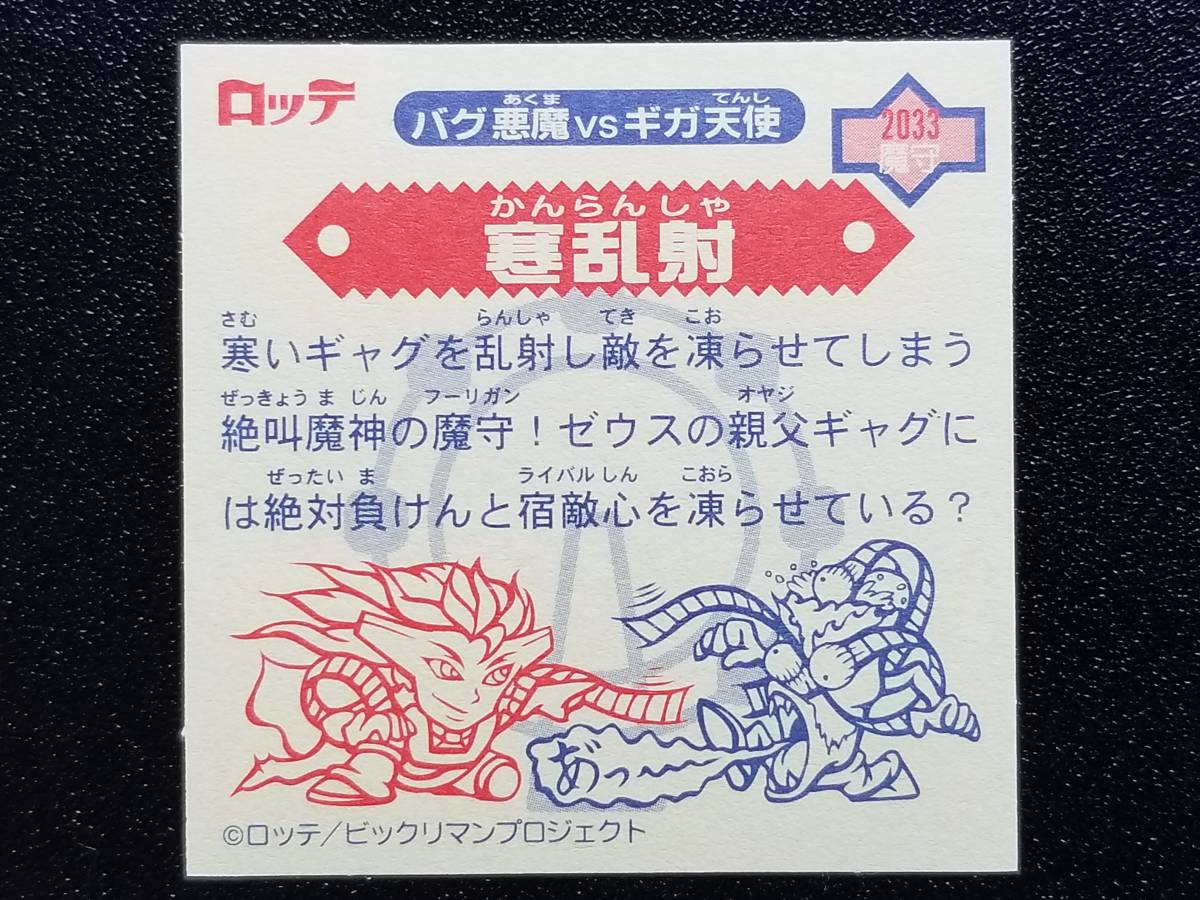 ロッテ
あくま てんし
バグ悪魔vsギガ天使
2033
魔守
かんらんしゃ
寒乱射
さむ らんしゃ てき こお
寒いギャグを乱射し敵を凍らせてしまう
ぜっきょう ま じん フーリガン オヤジ
絶叫魔神の魔守！ゼウスの親父ギャグに
ぜったい ま ライバル しん こおら
は絶対負けんと宿敵心を凍らせている？
あ゛っ〜
©ロッテ/ビックリマンプロジェクト